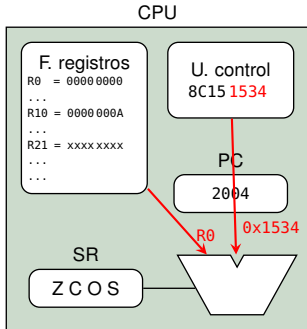 CPU
F. registros
R0 = 0000 0000
...
R10 = 0000 000A
...
R21 = xxxx xxxx
...
...
U. control
8C15 1534
PC
2004
R0
0x1534
SR
Z C O S